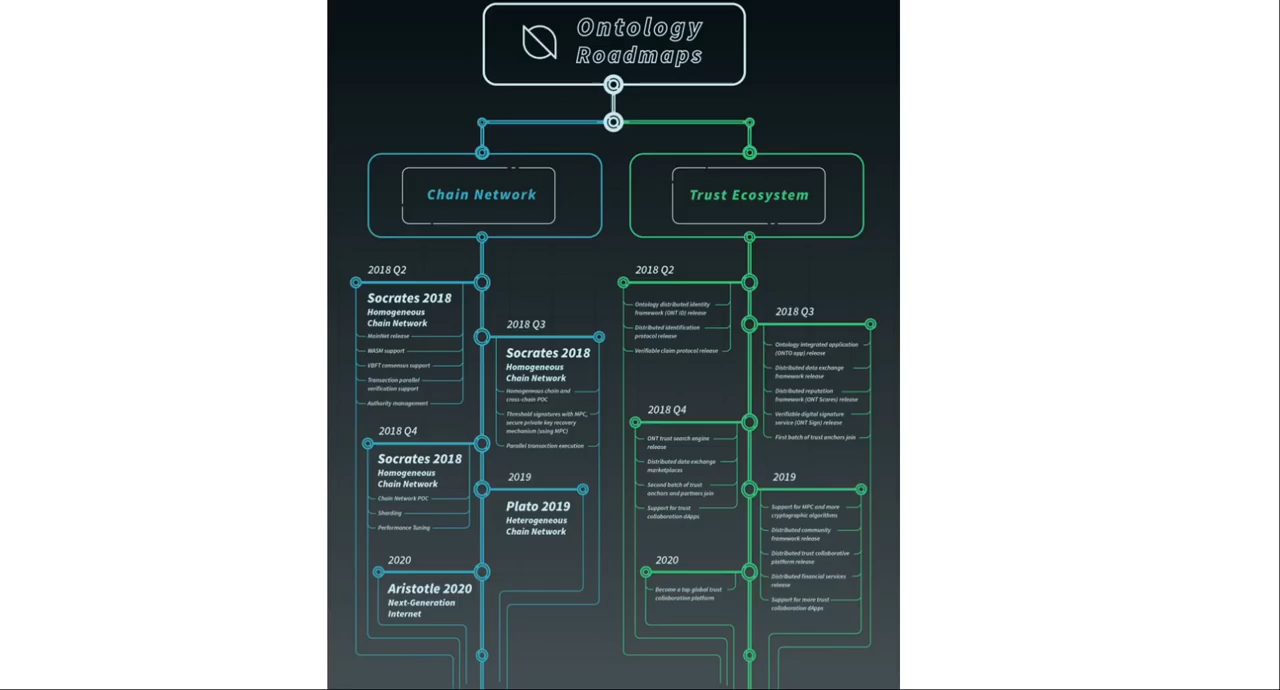 Ontology
Roadmaps
Chain Network
2018 Q2
Socrates 2018
Homogeneous
Chain Network
MainNet release
WASM support
VBFT consensus support
Transaction parallel
verification support
Authority management
2018 Q3
Socrates 2018
Homogeneous
Chain Network
Homogenrous chain and
cross-chain POC
Threshold signatures with MPC,
secure private key recovery
mechanism (using MPC)
Parallel transaction execution
2018 Q4
Socrates 2018
Homogeneous
Chain Network
Chain Network POC
Sharding
Performance Tuning
2019
Plato 2019
Heterogeneous
Chain Network
2020
Aristotle 2020
Next-Generation
Internet
Trust Ecosystem
2018 Q2
Ontology distributed identity
framework (ONT ID) release
Distributed identification
protocol release
Verifiable claim protocol release
2018 Q3
Ontology integrated application
(ONTO app) release
Distributed data exchange
framework release
Distributed reputation
framework (ONT Scores) release
Verifiable digital signature
service (ONT Sign) release
First batch of trust anchors join
2018 Q4
ONT trust search engine
release
Distributed data exchange
marketplaces
Second batch of trust
anchors and partners join
Support for trust
collaboration dApps
2019
Support for MPC and more
cryptographic algorithms
Distributed community
framework release
Distributed trust collaborative
platform release
Distributed financial services
release
Support for more trust
collaboration dApps
2020
Become a top global trust
collaboration platform